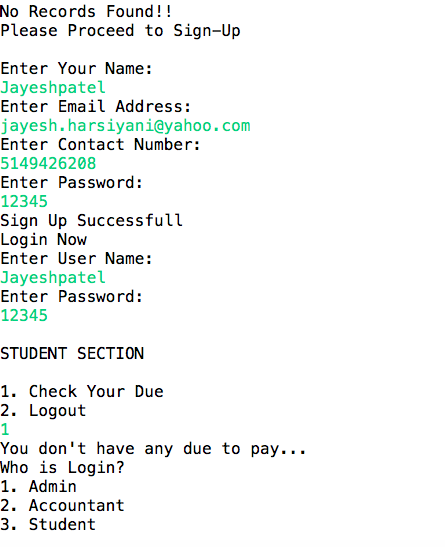 No Records Found!!
Please Proceed to Sign-Up
Enter Your Name:
Jayeshpatel
Enter Email Address:
jayesh.harsiyani@yahoo.com
Enter Contact Number:
5149426208
Enter Password:
12345
Sign Up Successfull
Login Now
Enter User Name:
Jayeshpatel
Enter Password:
12345
STUDENT SECTION
1. Check Your Due
2. Logout
1
You don't have any due to pay...
Who is Login?
1. Admin
2. Accountant
3. Student